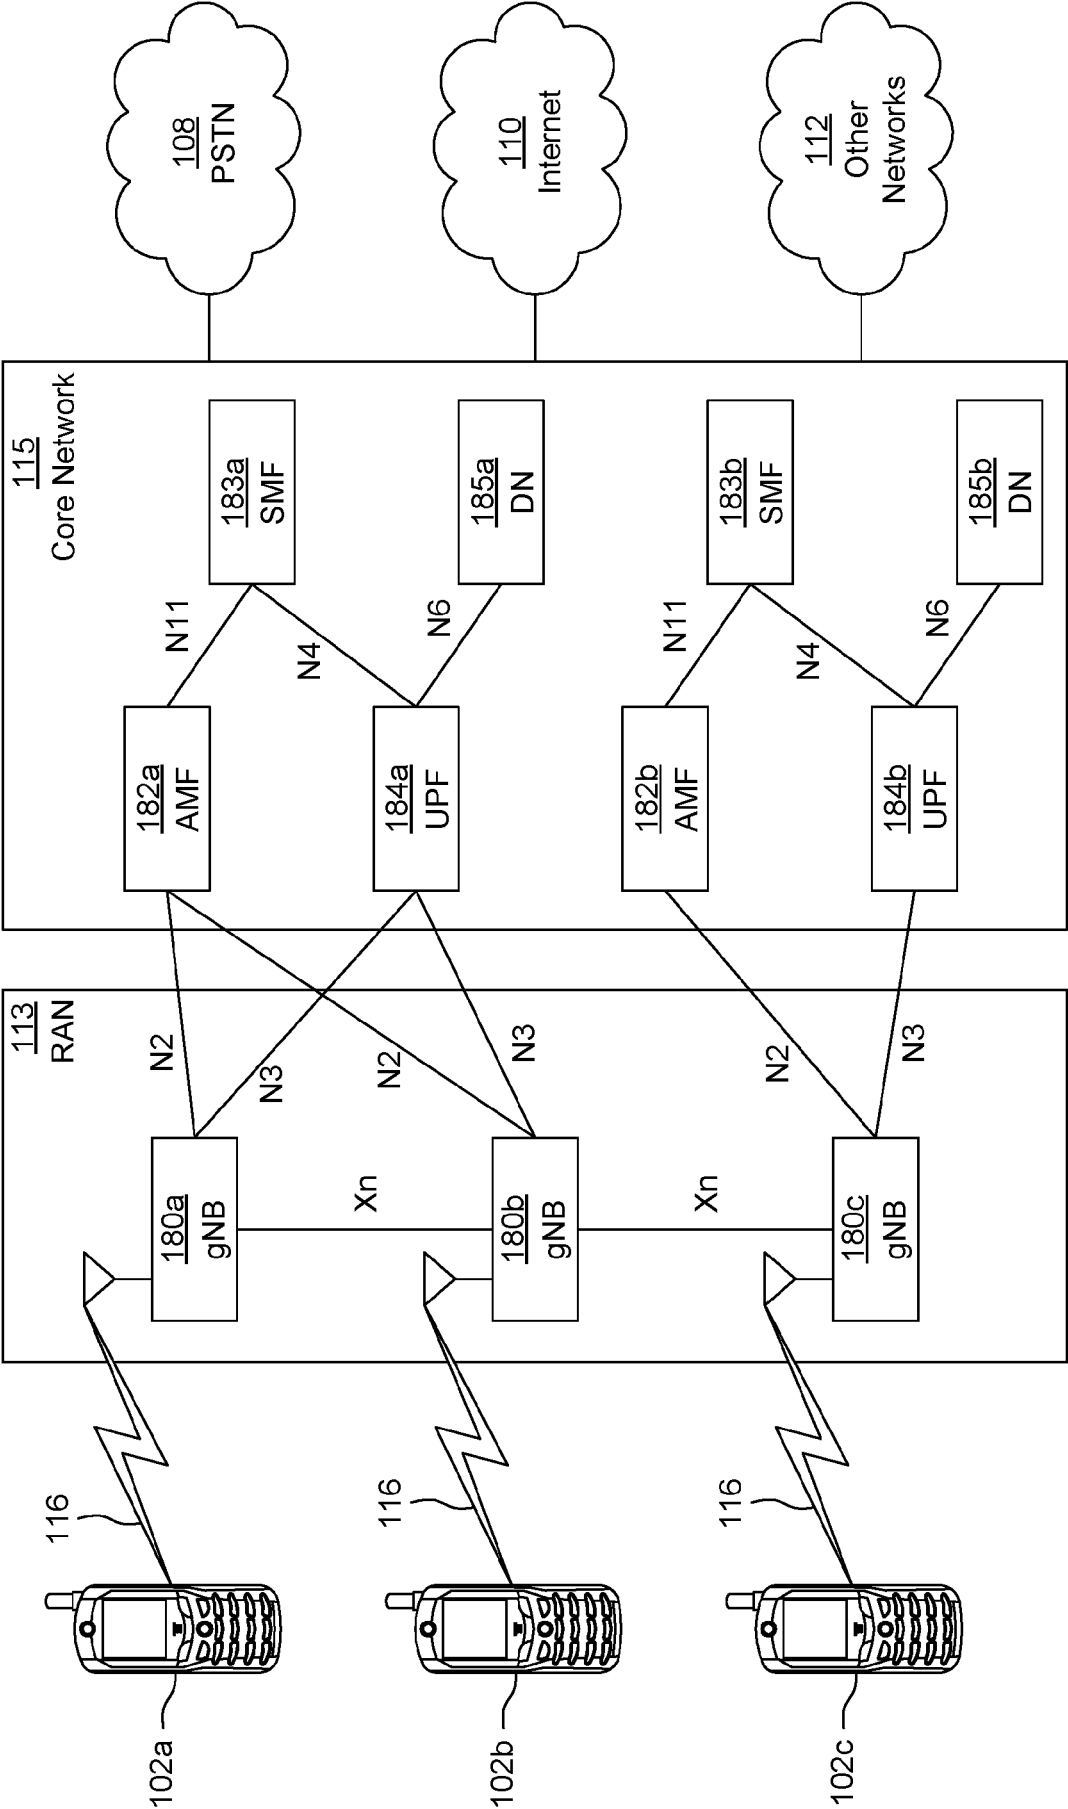 102a
102b
102c
116
116
116
113
RAN
180a
gNB
180b
gNB
180c
gNB
Xn
Xn
N2
N3
N2
N3
N2
N3
115
Core Network
182a
AMF
184a
UPF
182b
AMF
184b
UPF
N11
N4
N6
N11
N4
N6
183a
SMF
185a
DN
183b
SMF
185b
DN
108
PSTN
110
Internet
112
Other
Networks